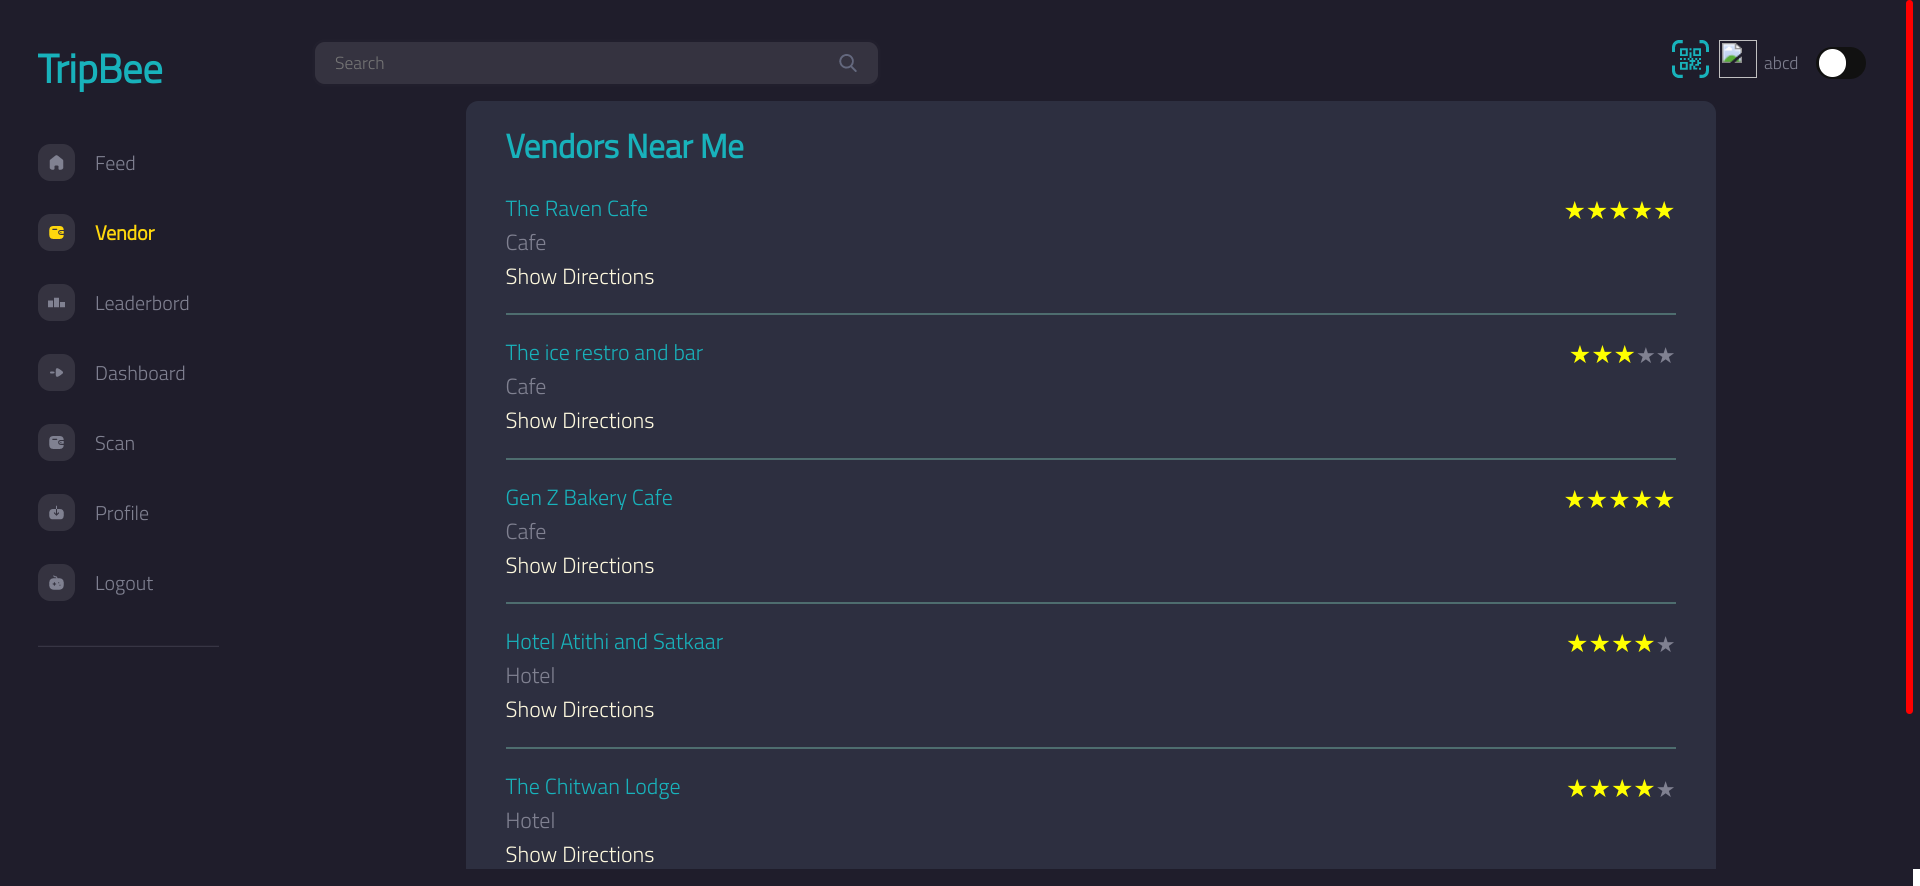 TripBee
Search
abcd
Feed
Vendor
Leaderbord
Dashboard
Scan
Profile
Logout
Vendors Near Me
The Raven Cafe
Cafe
Show Directions
The ice restro and bar
Cafe
Show Directions
Gen Z Bakery Cafe
Cafe
Show Directions
Hotel Atithi and Satkaar
Hotel
Show Directions
The Chitwan Lodge
Hotel
Show Directions